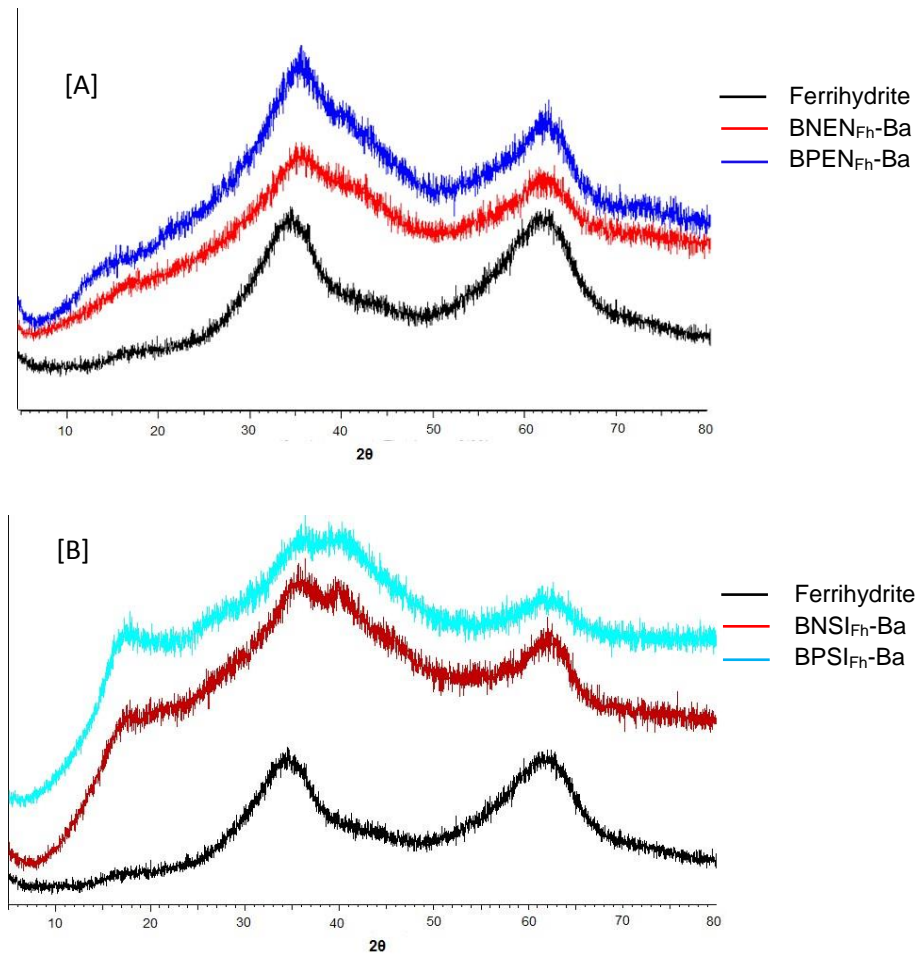 [A]
Ferrihydrite
BNENFh-Ba
BPENFh-Ba
10 20 30 40 50 60 70 80
2θ
[B]
Ferrihydrite
BNSIFh-Ba
BPSIFh-Ba
10 20 30 40 50 60 70 80
2θ